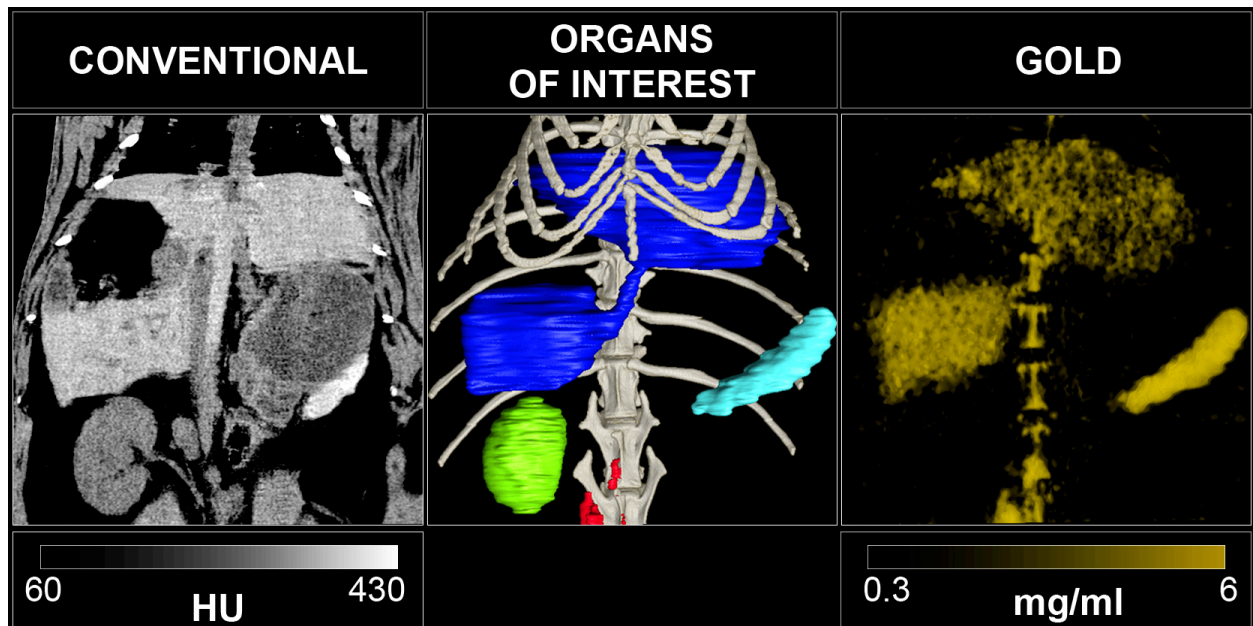 CONVENTIONAL
ORGANS
OF INTEREST
GOLD
60 430
HU
0.3 6
mg/ml